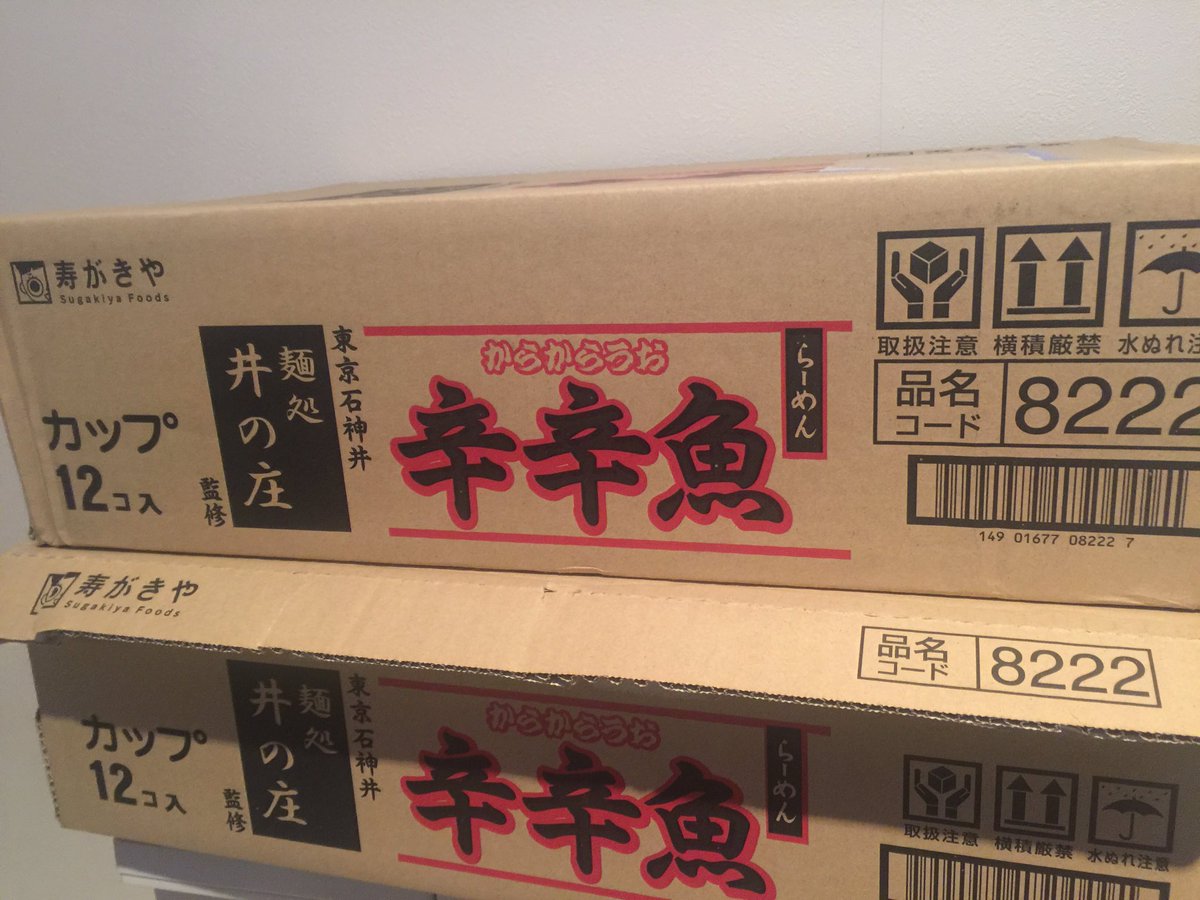 寿がきや
Sugakiya Foods
カップ
12コ入
麺処
井の庄
監修
東京石神井
からからうお
辛辛魚
らーめん
取扱注意
横積厳禁
水ぬれ注
品名
コード
8222
149 01677 08222 7
寿がきや
Sugakiya Foods
品名
コード
8222
カップ
12コ入
麺処
井の庄
監修
東京石神井
からからうお
辛辛魚
らーめん
取扱注意
横積厳禁
水ぬれ注意